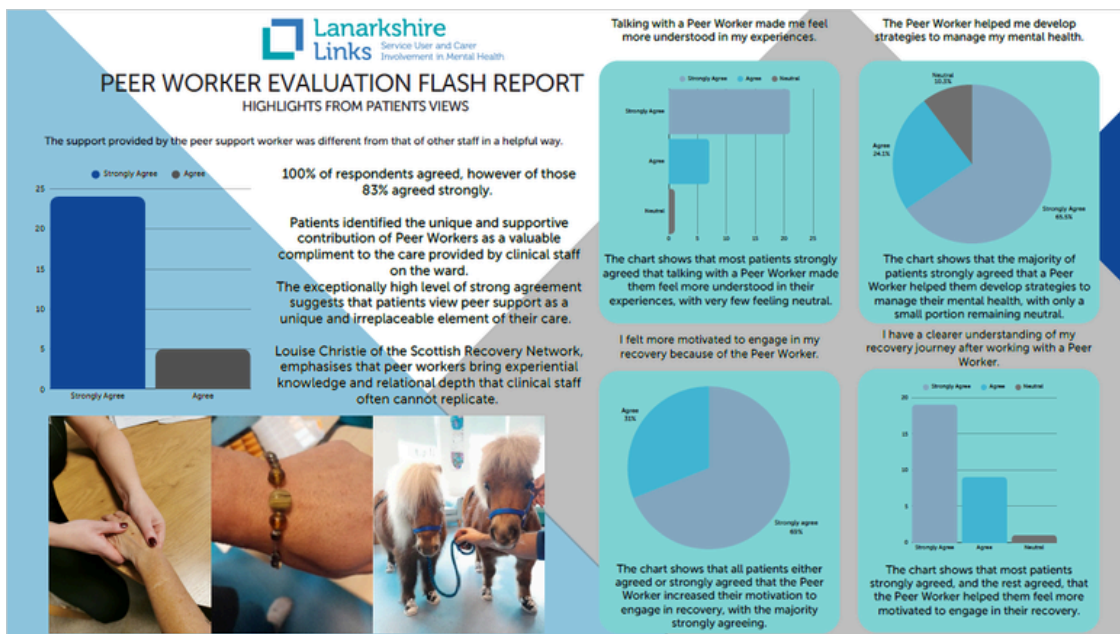 Lanarkshire
Links
Service User and Carer
Involvement in Mental Health
PEER WORKER EVALUATION FLASH REPORT
HIGHLIGHTS FROM PATIENTS VIEWS
The support provided by the peer support worker was different from that of other staff in a helpful way.
Strongly Agree Agree
25
20
15
10
5
0
Strongly Agree Agree
100% of respondents agreed, however of those
83% agreed strongly.
Patients identified the unique and supportive
contribution of Peer Workers as a valuable
compliment to the care provided by clinical staff
on the ward.
The exceptionally high level of strong agreement
suggests that patients view peer support as a
unique and irreplaceable element of their care.
Louise Christie of the Scottish Recovery Network,
emphasises that peer workers bring experiential
knowledge and relational depth that clinical staff
often cannot replicate.
Talking with a Peer Worker made me feel
more understood in my experiences.
Strongly Agree Agree Neutral
Strongly Agree
Agree
Neutral
0 5 10 15 20 25
The chart shows that most patients strongly
agreed that talking with a Peer Worker made
them feel more understood in their
experiences, with very few feeling neutral.
The Peer Worker helped me develop
strategies to manage my mental health.
Neutral
10.3%
Agree
24.1%
Strongly Agree
65.5%
The chart shows that the majority of
patients strongly agreed that a Peer
Worker helped them develop strategies to
manage their mental health, with only a
small portion remaining neutral.
I felt more motivated to engage in my
recovery because of the Peer Worker.
Agree
31%
Strongly agree
69%
The chart shows that all patients either
agreed or strongly agreed that the Peer
Worker increased their motivation to
engage in recovery, with the majority
strongly agreeing.
I have a clearer understanding of my
recovery journey after working with a Peer
Worker.
Strongly Agree Agree Neutral
20
15
10
5
0
Strongly Agree Agree Neutral
The chart shows that most patients
strongly agreed, and the rest agreed, that
the Peer Worker helped them feel more
motivated to engage in their recovery.